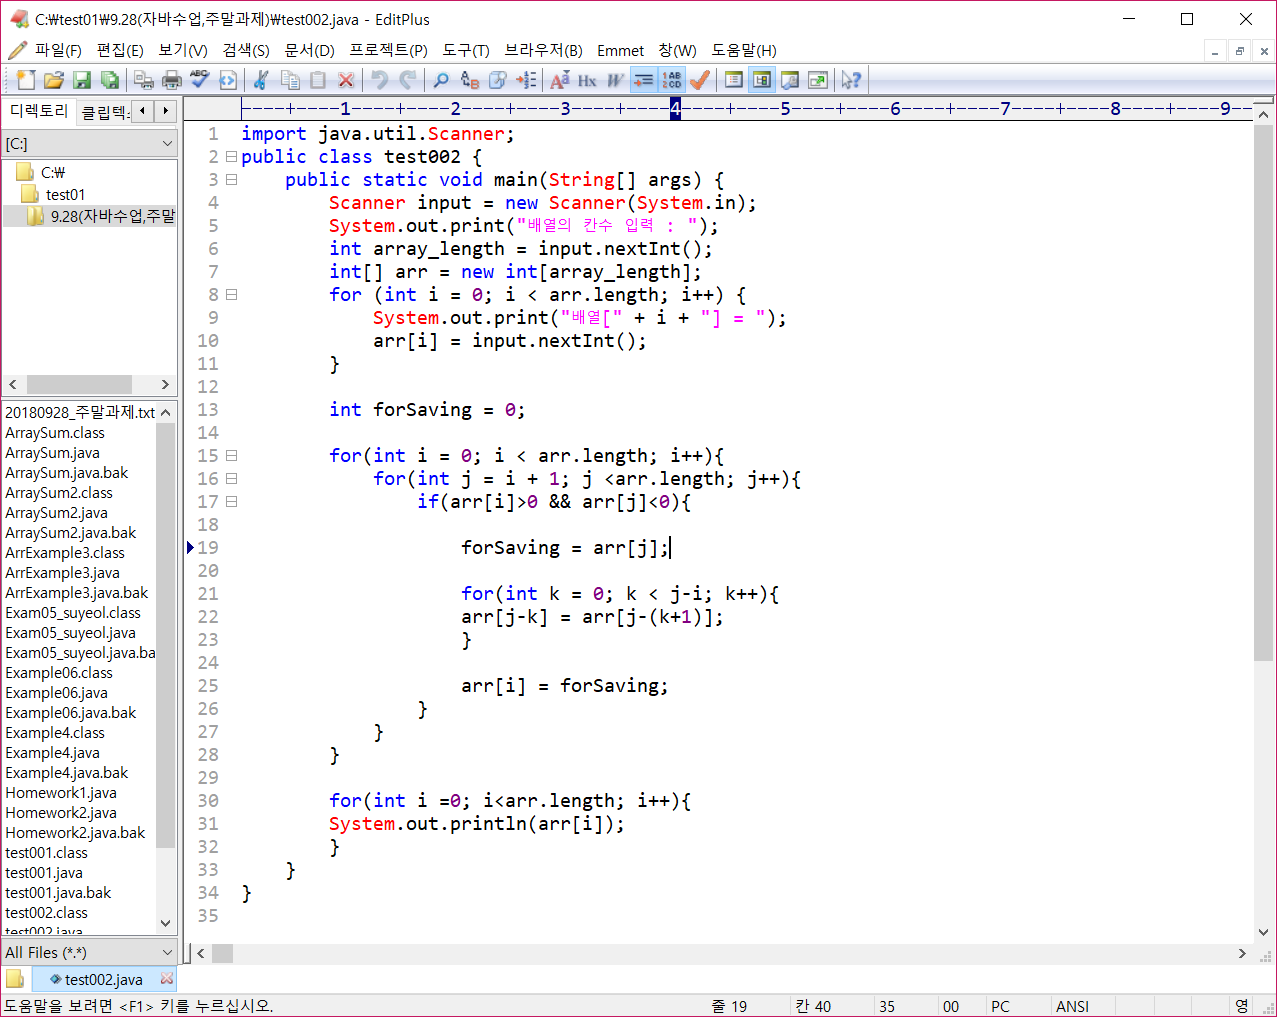 C:₩test01₩9.28(자바수업,주말과제)₩test002.java - EditPlus
파일(F) 편집(E) 보기(V) 검색(S) 문서(D) 프로젝트(P) 도구(T) 브라우저(B) Emmet 창(W) 도움말(H)
디렉토리 클립텍
[C:]
C:₩
test01
9.28(자바수업,주말
20180928_주말과제.txt
ArraySum.class
ArraySum.java
ArraySum.java.bak
ArraySum2.class
ArraySum2.java
ArraySum2.java.bak
ArrExample3.class
ArrExample3.java
ArrExample3.java.bak
Exam05_suyeol.class
Exam05_suyeol.java
Exam05_suyeol.java.ba
Example06.class
Example06.java
Example06.java.bak
Example4.class
Example4.java
Example4.java.bak
Homework1.java
Homework2.java
Homework2.java.bak
test001.class
test001.java
test001.java.bak
test002.class
test002.java
All Files (*.*)
----+----1----+----2----+----3----+----4----+----5----+----6----+----7----+----8----+----9--
1 import java.util.Scanner;
2 public class test002 {
3     public static void main(String[] args) {
4         Scanner input = new Scanner(System.in);
5         System.out.print("배열의 칸수 입력 : ");
6         int array_length = input.nextInt();
7         int[] arr = new int[array_length];
8         for (int i = 0; i < arr.length; i++) {
9             System.out.print("배열[" + i + "] = ");
10             arr[i] = input.nextInt();
11         }
12
13         int forSaving = 0;
14
15         for(int i = 0; i < arr.length; i++){
16             for(int j = i + 1; j <arr.length; j++){
17                 if(arr[i]>0 && arr[j]<0){
18
19                     forSaving = arr[j];
20
21                     for(int k = 0; k < j-i; k++){
22                     arr[j-k] = arr[j-(k+1)];
23                     }
24
25                     arr[i] = forSaving;
26                 }
27             }
28         }
29
30         for(int i =0; i<arr.length; i++){
31         System.out.println(arr[i]);
32         }
33     }
34 }
35
test002.java
도움말을 보려면 <F1> 키를 누르십시오. 줄 19 칸 40 35 00 PC ANSI 영